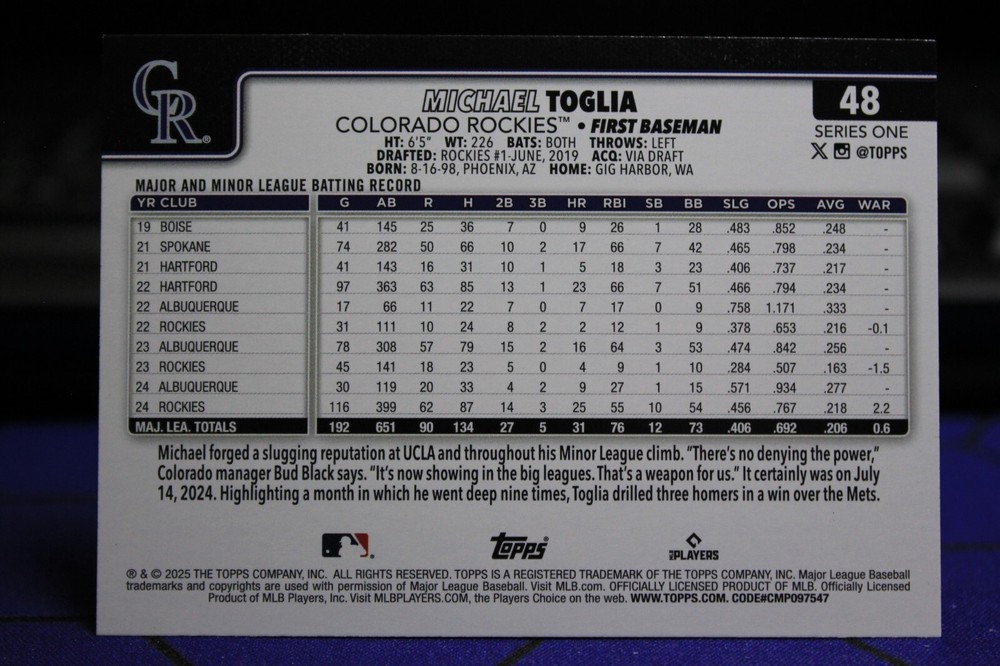 CR®
MICHAEL TOGLIA
48
COLORADO ROCKIES™ • FIRST BASEMAN
SERIES ONE
HT: 6'5" WT: 226 BATS: BOTH THROWS: LEFT
DRAFTED: ROCKIES #1-JUNE, 2019 ACQ: VIA DRAFT
X @TOPPS
BORN: 8-16-98, PHOENIX, AZ HOME: GIG HARBOR, WA
MAJOR AND MINOR LEAGUE BATTING RECORD
YR CLUB G AB R H 2B 3B HR RBI SB BB SLG OPS AVG WAR
19 BOISE 41 145 25 36 7 0 9 26 1 28 .483 .852 .248 -
21 SPOKANE 74 282 50 66 10 2 17 66 7 42 .465 .798 .234 -
21 HARTFORD 41 143 16 31 10 1 5 18 3 23 .406 .737 .217 -
22 HARTFORD 97 363 63 85 13 1 23 66 7 51 .466 .794 .234 -
22 ALBUQUERQUE 17 66 11 22 7 0 7 17 0 9 .758 1.171 .333 -
22 ROCKIES 31 111 10 24 8 2 2 12 1 9 .378 .653 .216 -0.1
23 ALBUQUERQUE 78 308 57 79 15 2 16 64 3 53 .474 .842 .256 -
23 ROCKIES 45 141 18 23 5 0 4 9 1 10 .284 .507 .163 -1.5
24 ALBUQUERQUE 30 119 20 33 4 2 9 27 1 15 .571 .934 .277 -
24 ROCKIES 116 399 62 87 14 3 25 55 10 54 .456 .767 .218 2.2
MAJ. LEA. TOTALS 192 651 90 134 27 5 31 76 12 73 .406 .692 .206 0.6
Michael forged a slugging reputation at UCLA and throughout his Minor League climb. "There's no denying the power,"
Colorado manager Bud Black says. "It's now showing in the big leagues. That's a weapon for us." It certainly was on July
14, 2024. Highlighting a month in which he went deep nine times, Toglia drilled three homers in a win over the Mets.
topps®
MLB PLAYERS
® & © 2025 THE TOPPS COMPANY, INC. ALL RIGHTS RESERVED. TOPPS IS A REGISTERED TRADEMARK OF THE TOPPS COMPANY, INC. Major League Baseball
trademarks and copyrights are used with permission of Major League Baseball. Visit MLB.com. OFFICIALLY LICENSED PRODUCT OF MLB. Officially Licensed
Product of MLB Players, Inc. Visit MLBPLAYERS.COM, the Players Choice on the web. WWW.TOPPS.COM. CODE#CMP097547